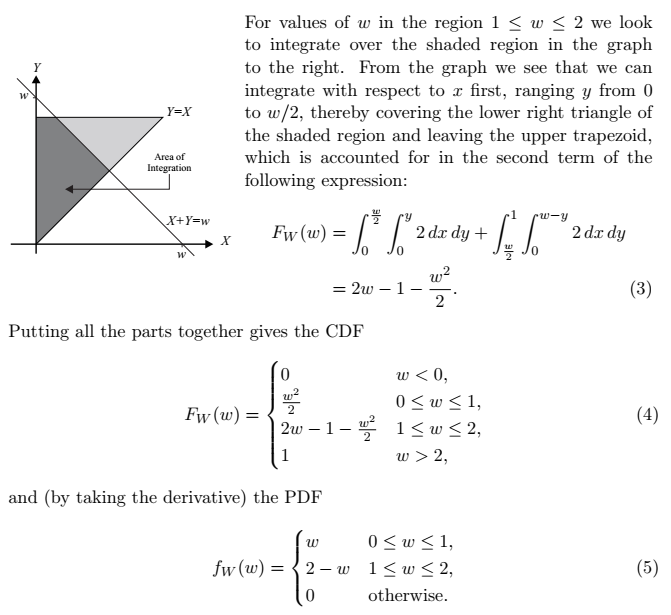 For values of w in the region 1 ≤ w ≤ 2 we look
to integrate over the shaded region in the graph
to the right. From the graph we see that we can
integrate with respect to x first, ranging y from 0
to w/2, thereby covering the lower right triangle of
the shaded region and leaving the upper trapezoid,
which is accounted for in the second term of the
following expression:
Y
w
Y=X
Area of
Integration
X+Y=w
X
w
F_W(w) = ∫_0^{w/2} ∫_0^y 2 dx dy + ∫_{w/2}^1 ∫_0^{w−y} 2 dx dy
= 2w − 1 − w²/2. (3)
Putting all the parts together gives the CDF
F_W(w) = { 0 w < 0,
w²/2 0 ≤ w ≤ 1,
2w − 1 − w²/2 1 ≤ w ≤ 2,
1 w > 2, (4)
and (by taking the derivative) the PDF
f_W(w) = { w 0 ≤ w ≤ 1,
2 − w 1 ≤ w ≤ 2,
0 otherwise. (5)